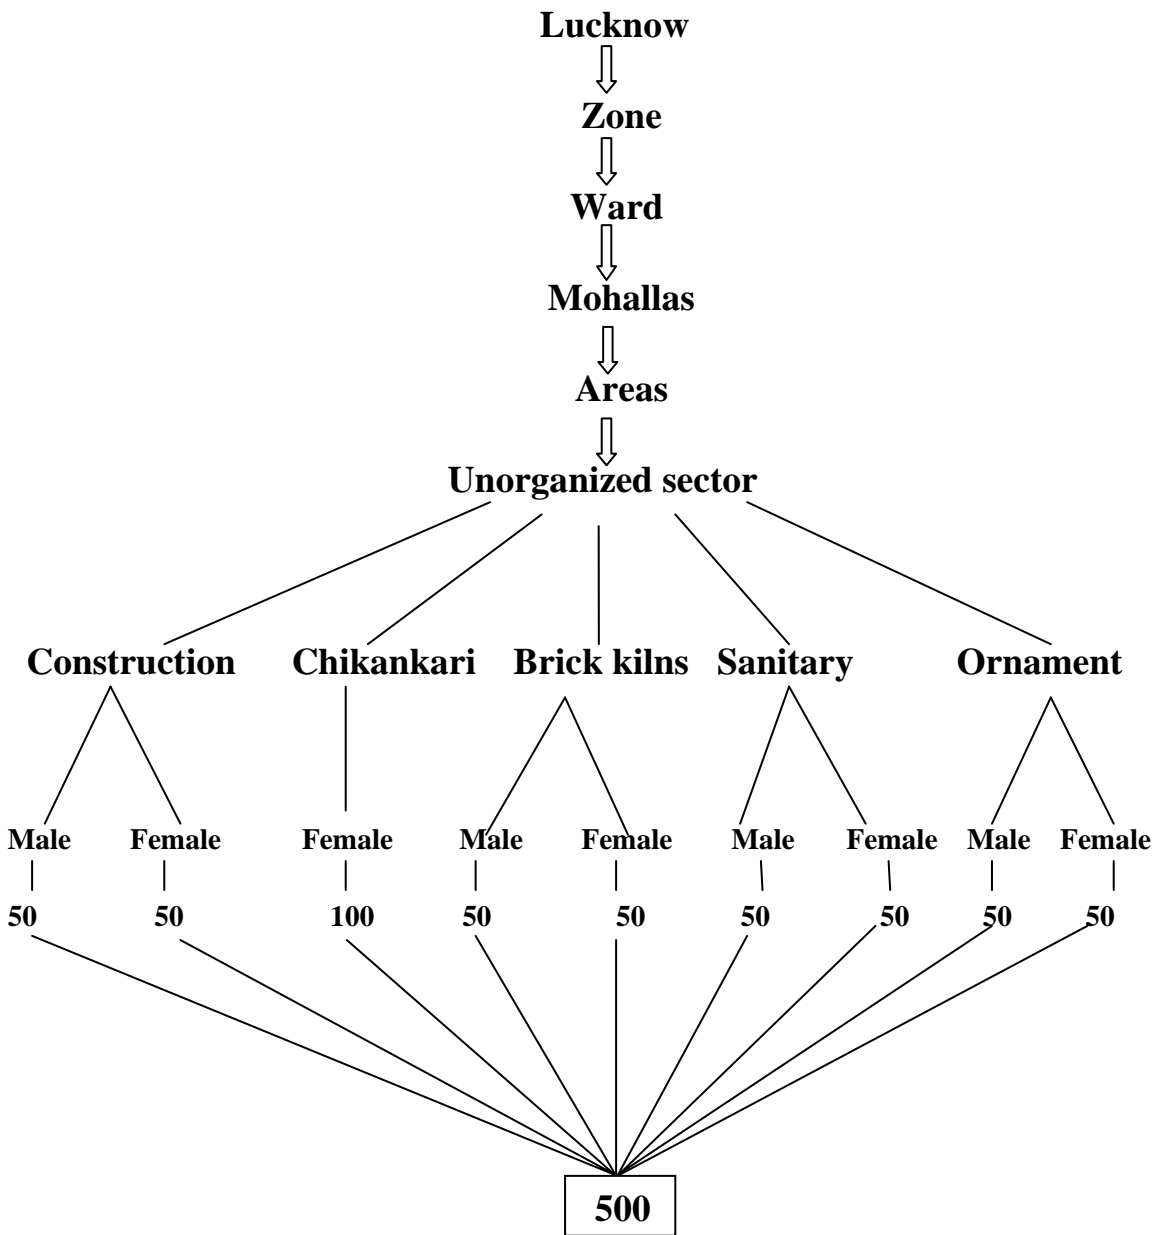 Lucknow
Zone
Ward
Mohallas
Areas
Unorganized sector
Construction Chikankari Brick kilns Sanitary Ornament
Male Female Female Male Female Male Female Male Female
50 50 100 50 50 50 50 50 50
500